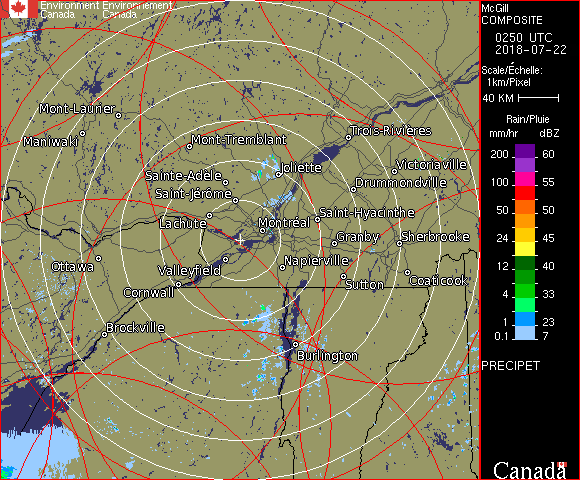 Environment Environnement
Canada Canada
McGill
COMPOSITE
0250 UTC
2018-07-22
Scale/Échelle:
1km/Pixel
40 KM
Rain/Pluie
mm/hr dBZ
200 60
100 55
50 50
24 45
12 40
4 33
1 23
0.1 7
PRECIPET
Mont-Laurier
Maniwaki
Mont-Tremblant
Trois-Rivières
Joliette
Victoriaville
Sainte-Adèle
Drummondville
Saint-Jérôme
Saint-Hyacinthe
Lachute
Montréal
Granby
Sherbrooke
Ottawa
Valleyfield
Napierville
Sutton
Coaticook
Cornwall
Brockville
Burlington
Canada